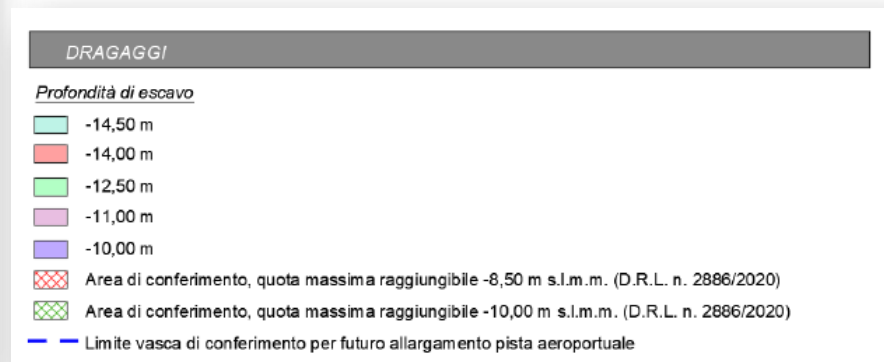 DRAGAGGI
Profondità di escavo
-14,50 m
-14,00 m
-12,50 m
-11,00 m
-10,00 m
Area di conferimento, quota massima raggiungibile -8,50 m s.l.m.m. (D.R.L. n. 2886/2020)
Area di conferimento, quota massima raggiungibile -10,00 m s.l.m.m. (D.R.L. n. 2886/2020)
Limite vasca di conferimento per futuro allargamento pista aeroportuale